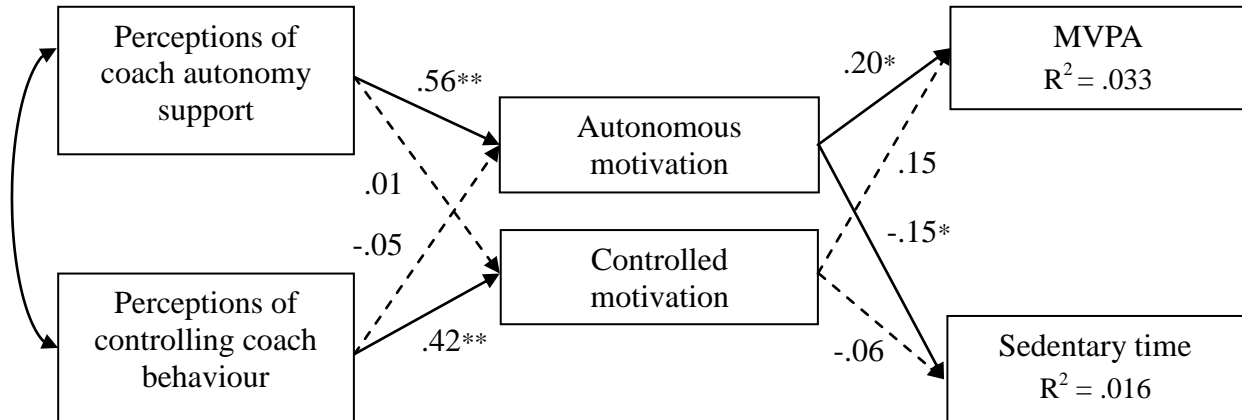 Perceptions of
coach autonomy
support
.56**
.01
-.05
Perceptions of
controlling coach
behaviour
.42**
Autonomous
motivation
Controlled
motivation
.20*
.15
-.15*
-.06
MVPA
R² = .033
Sedentary time
R² = .016